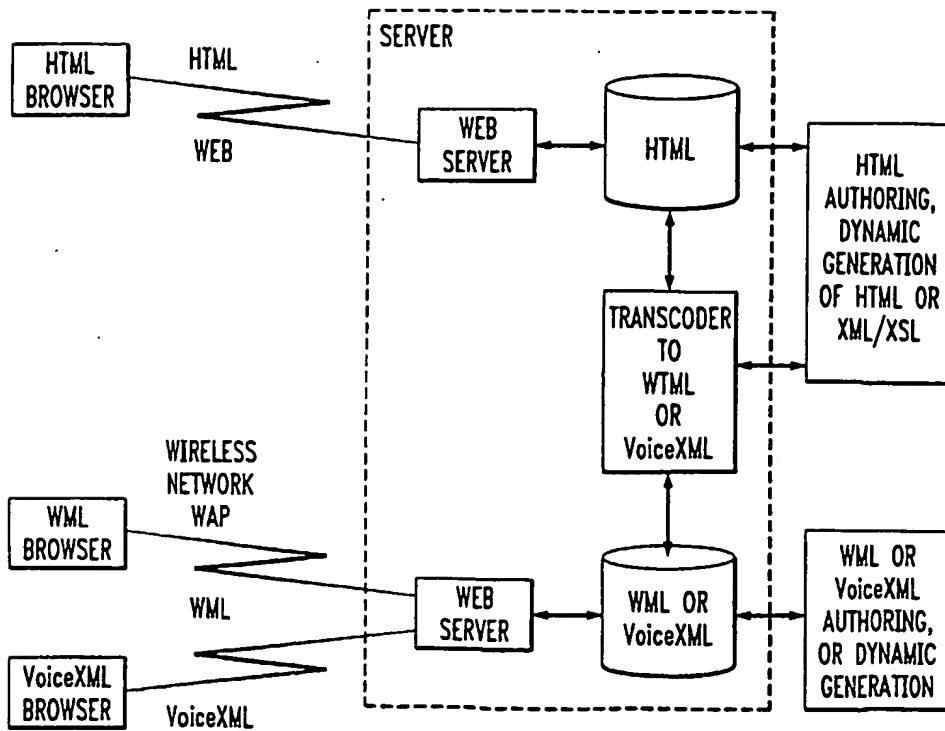 SERVER
HTML
BROWSER
HTML
WEB
WEB
SERVER
HTML
HTML
AUTHORING,
DYNAMIC
GENERATION
OF HTML OR
XML/XSL
TRANSCODER
TO
WTML
OR
VoiceXML
WIRELESS
NETWORK
WAP
WML
BROWSER
WML
WEB
SERVER
WML OR
VoiceXML
WML OR
VoiceXML
AUTHORING,
OR DYNAMIC
GENERATION
VoiceXML
BROWSER
VoiceXML